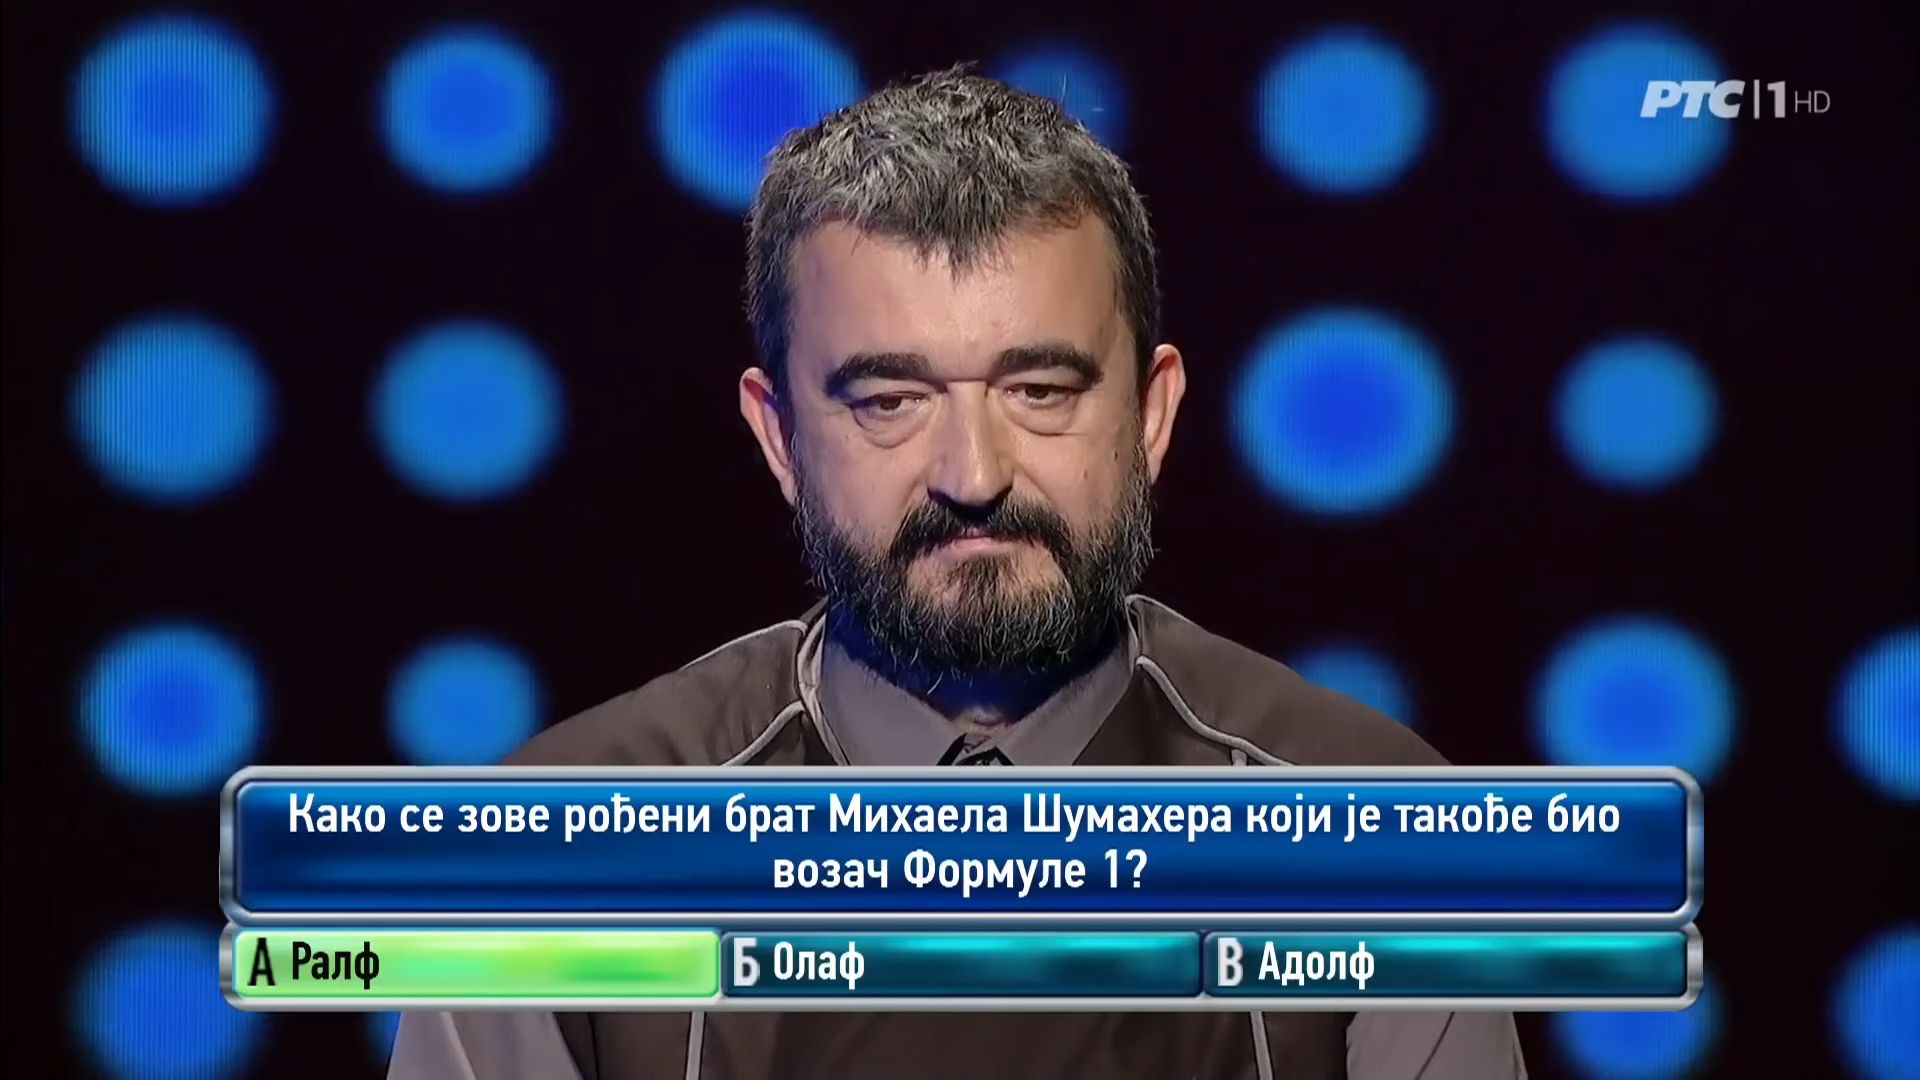 РТС|1 HD
Како се зове рођени брат Михаела Шумахера који је такође био
возач Формуле 1?
А Ралф
Б Олаф
В Адолф